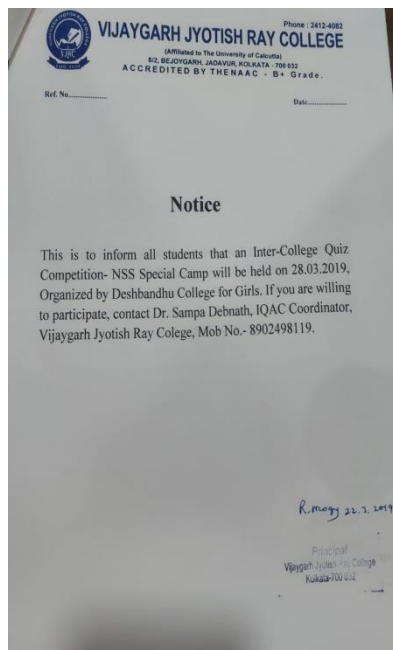 Phone : 2412-4082
VIJAYGARH JYOTISH RAY COLLEGE
(Affiliated to The University of Calcutta)
8/2, BEJOYGARH, JADAVUR, KOLKATA - 700 032
ACCREDITED BY THENAAC - B+ Grade.
Ref. No.
Date
Notice
This is to inform all students that an Inter-College Quiz
Competition- NSS Special Camp will be held on 28.03.2019,
Organized by Deshbandhu College for Girls. If you are willing
to participate, contact Dr. Sampa Debnath, IQAC Coordinator,
Vijaygarh Jyotish Ray Colege, Mob No.- 8902498119.
22.3.2019
Principal
Vijaygarh Jyotish Ray College
Kolkata-700 032